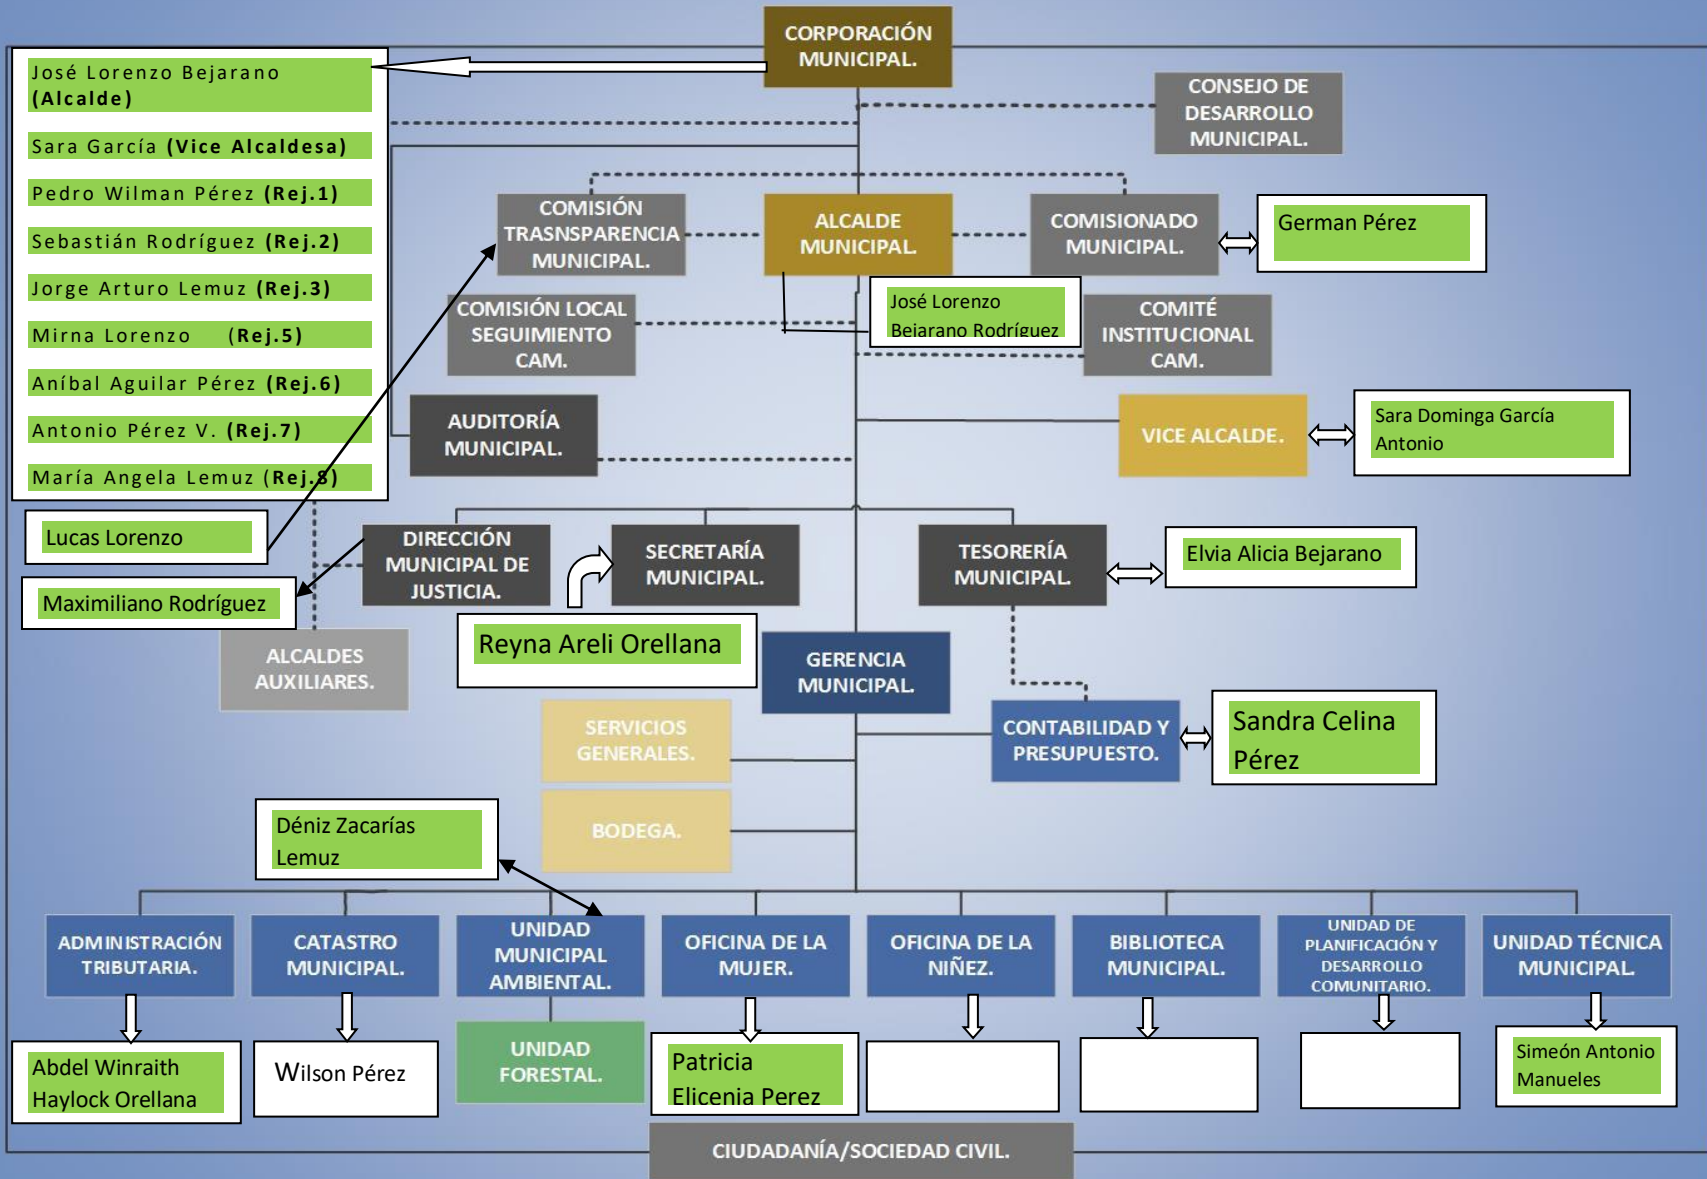 CORPORACIÓN
MUNICIPAL.
José Lorenzo Bejarano
(Alcalde)
Sara García (Vice Alcaldesa)
Pedro Wilman Pérez (Rej.1)
Sebastián Rodríguez (Rej.2)
Jorge Arturo Lemuz (Rej.3)
Mirna Lorenzo (Rej.5)
Aníbal Aguilar Pérez (Rej.6)
Antonio Pérez V. (Rej.7)
María Angela Lemuz (Rej.8)
CONSEJO DE
DESARROLLO
MUNICIPAL.
COMISIÓN
TRASNSPARENCIA
MUNICIPAL.
ALCALDE
MUNICIPAL.
COMISIONADO
MUNICIPAL.
German Pérez
José Lorenzo
Bejarano Rodríguez
COMISIÓN LOCAL
SEGUIMIENTO
CAM.
COMITÉ
INSTITUCIONAL
CAM.
AUDITORÍA
MUNICIPAL.
VICE ALCALDE.
Sara Dominga García
Antonio
Lucas Lorenzo
DIRECCIÓN
MUNICIPAL DE
JUSTICIA.
SECRETARÍA
MUNICIPAL.
TESORERÍA
MUNICIPAL.
Elvia Alicia Bejarano
Maximiliano Rodríguez
Reyna Areli Orellana
ALCALDES
AUXILIARES.
GERENCIA
MUNICIPAL.
SERVICIOS
GENERALES.
CONTABILIDAD Y
PRESUPUESTO.
Sandra Celina
Pérez
BODEGA.
Déniz Zacarías
Lemuz
ADMINISTRACIÓN
TRIBUTARIA.
CATASTRO
MUNICIPAL.
UNIDAD
MUNICIPAL
AMBIENTAL.
OFICINA DE LA
MUJER.
OFICINA DE LA
NIÑEZ.
BIBLIOTECA
MUNICIPAL.
UNIDAD DE
PLANIFICACIÓN Y
DESARROLLO
COMUNITARIO.
UNIDAD TÉCNICA
MUNICIPAL.
Abdel Winraith
Haylock Orellana
Wilson Pérez
UNIDAD
FORESTAL.
Patricia
Elicenia Perez
Simeón Antonio
Manueles
CIUDADANÍA/SOCIEDAD CIVIL.